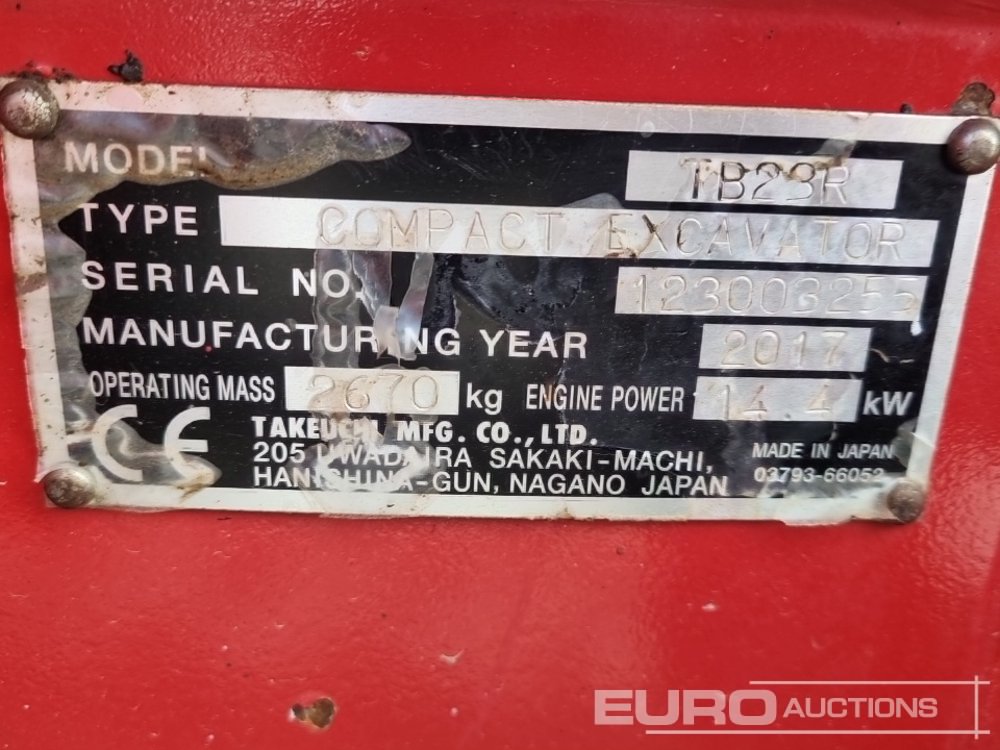 MODEL TB23R
TYPE COMPACT EXCAVATOR
SERIAL NO. 123003255
MANUFACTURING YEAR 2017
OPERATING MASS 2670 kg ENGINE POWER 14.4 kW
CE
TAKEUCHI MFG. CO., LTD.
205 UWADAIRA SAKAKI-MACHI,
HANISHINA-GUN, NAGANO JAPAN
MADE IN JAPAN
03793-66052
EURO AUCTIONS